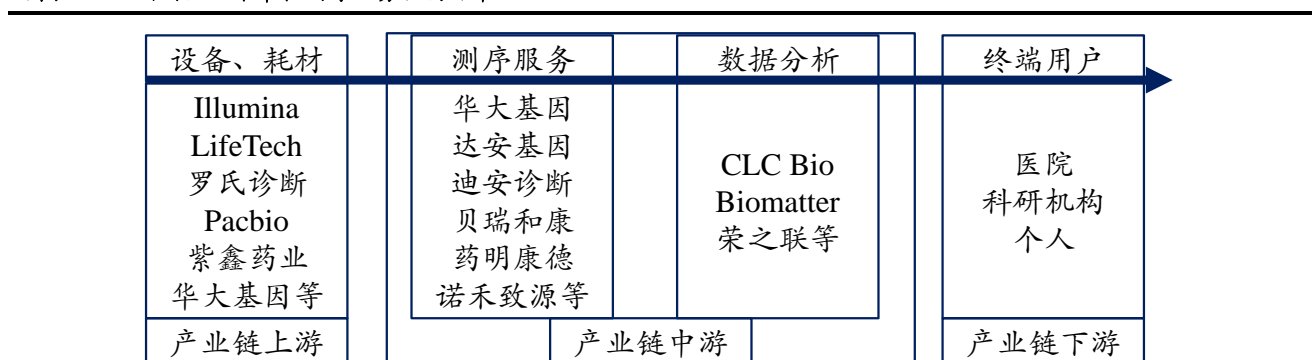 设备、耗材
Illumina
LifeTech
罗氏诊断
Pacbio
紫鑫药业
华大基因等
产业链上游
测序服务
华大基因
达安基因
迪安诊断
贝瑞和康
药明康德
诺禾致源等
数据分析
CLC Bio
Biomatter
荣之联等
产业链中游
终端用户
医院
科研机构
个人
产业链下游